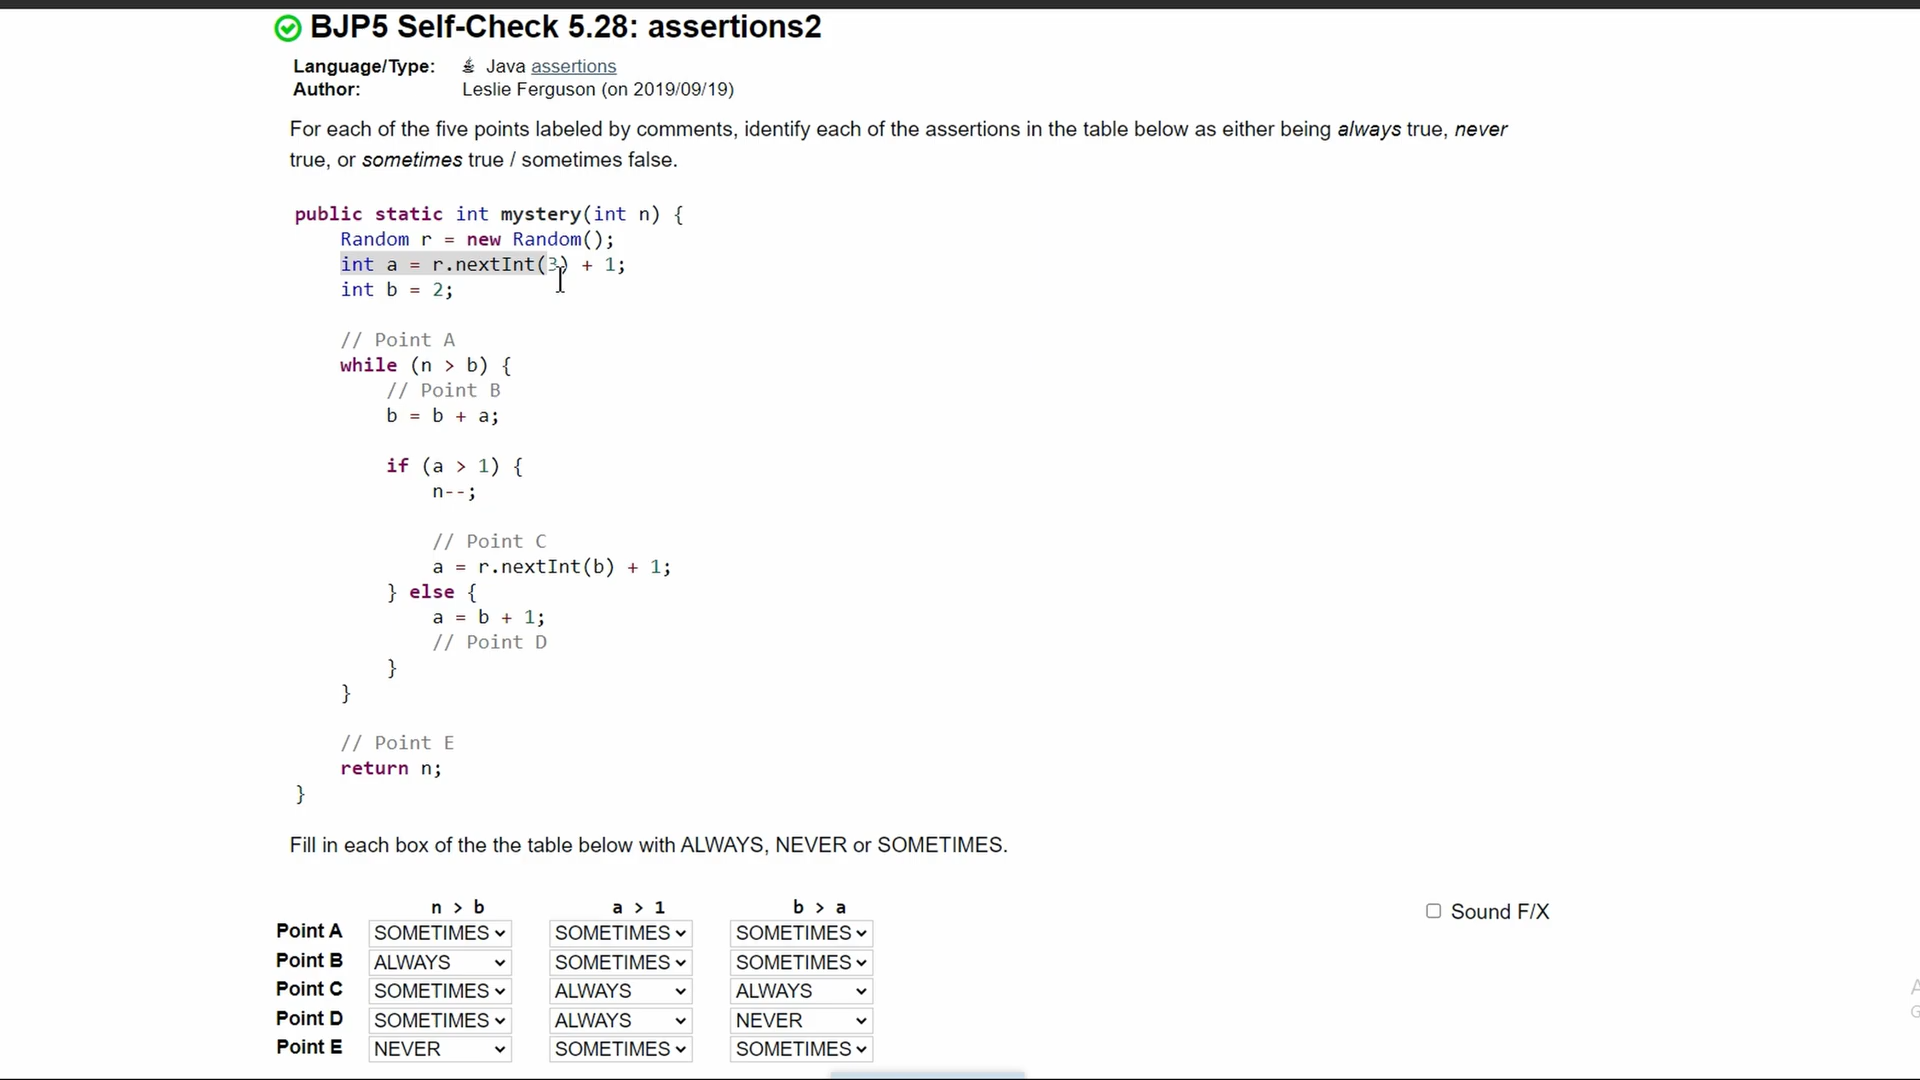 BJP5 Self-Check 5.28: assertions2
Language/Type: Java assertions
Author: Leslie Ferguson (on 2019/09/19)
For each of the five points labeled by comments, identify each of the assertions in the table below as either being always true, never
true, or sometimes true / sometimes false.
public static int mystery(int n) {
    Random r = new Random();
    int a = r.nextInt(3) + 1;
    int b = 2;
    // Point A
    while (n > b) {
        // Point B
        b = b + a;
        if (a > 1) {
            n--;
            // Point C
            a = r.nextInt(b) + 1;
        } else {
            a = b + 1;
            // Point D
        }
    }
    // Point E
    return n;
}
Fill in each box of the the table below with ALWAYS, NEVER or SOMETIMES.
n > b a > 1 b > a
Sound F/X
Point A SOMETIMES SOMETIMES SOMETIMES
Point B ALWAYS SOMETIMES SOMETIMES
Point C SOMETIMES ALWAYS ALWAYS
Point D SOMETIMES ALWAYS NEVER
Point E NEVER SOMETIMES SOMETIMES